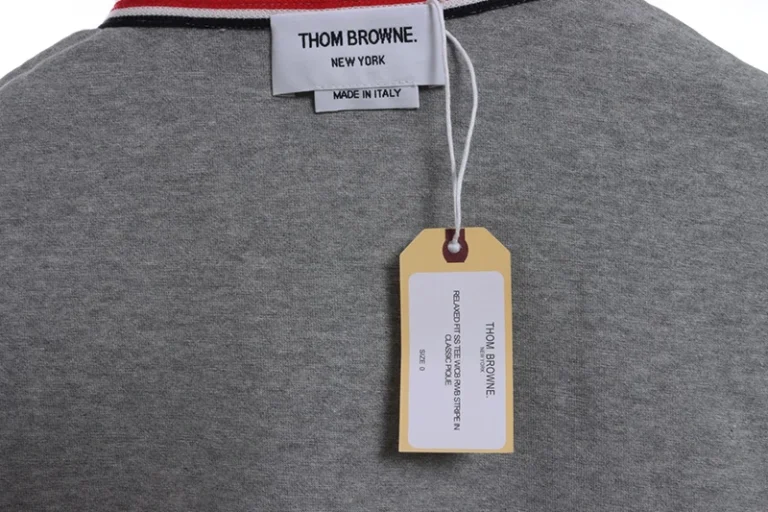 THOM BROWNE.
NEW YORK
MADE IN ITALY
THOM BROWNE.
NEW YORK
RELAXED FIT SS TEE W/CB RWB STRIPE IN
CLASSIC PIQUE
SIZE: 0